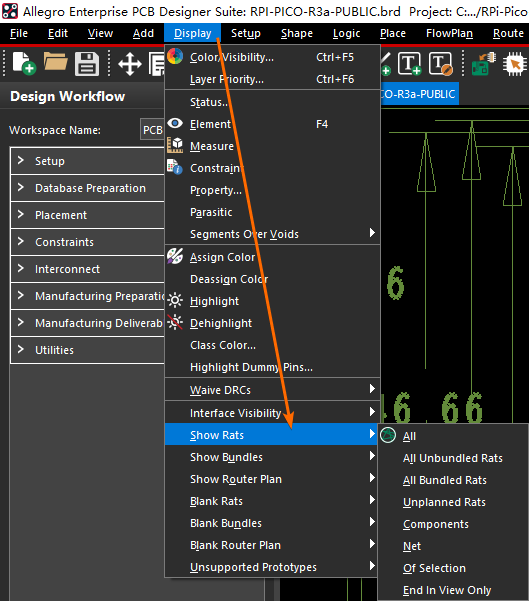 Allegro Enterprise PCB Designer Suite: RPI-PICO-R3a-PUBLIC.brd Project: C:.../RPi-Pico
File Edit View Add Display Setup Shape Logic Place FlowPlan Route
Design Workflow
Workspace Name: PCB
CO-R3a-PUBLIC
Setup
Database Preparation
Placement
Constraints
Interconnect
Manufacturing Preparatic
Manufacturing Deliverab
Utilities
Color/Visibility... Ctrl+F5
Layer Priority... Ctrl+F6
Status...
Element F4
Measure
Constraint
Property...
Parasitic
Segments Over Voids
Assign Color
Deassign Color
Highlight
Dehighlight
Class Color...
Highlight Dummy Pins...
Waive DRCs
Interface Visibility
Show Rats
Show Bundles
Show Router Plan
Blank Rats
Blank Bundles
Blank Router Plan
Unsupported Prototypes
All
All Unbundled Rats
All Bundled Rats
Unplanned Rats
Components
Net
Of Selection
End In View Only
6
46.66